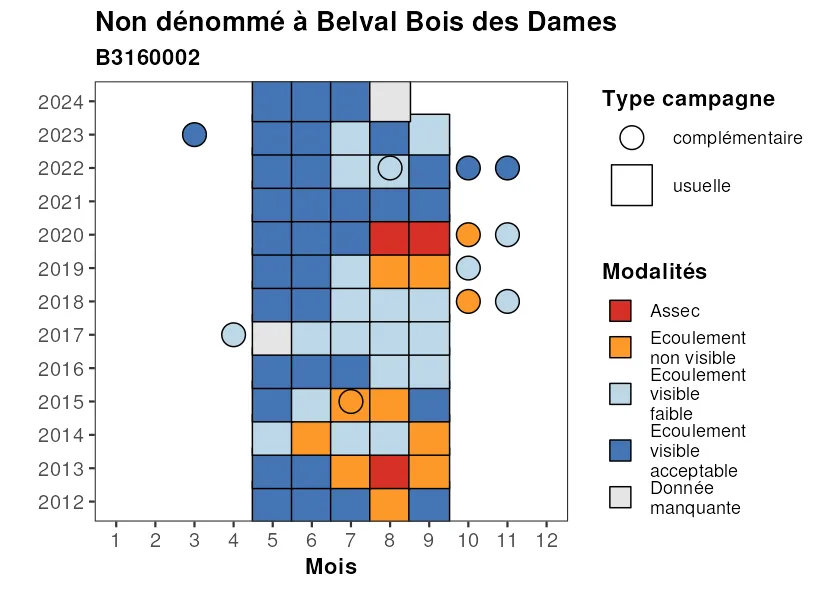 Non dénommé à Belval Bois des Dames
B3160002
2024
2023
2022
2021
2020
2019
2018
2017
2016
2015
2014
2013
2012
1 2 3 4 5 6 7 8 9 10 11 12
Mois
Type campagne
complémentaire
usuelle
Modalités
Assec
Ecoulement
non visible
Ecoulement
visible
faible
Ecoulement
visible
acceptable
Donnée
manquante